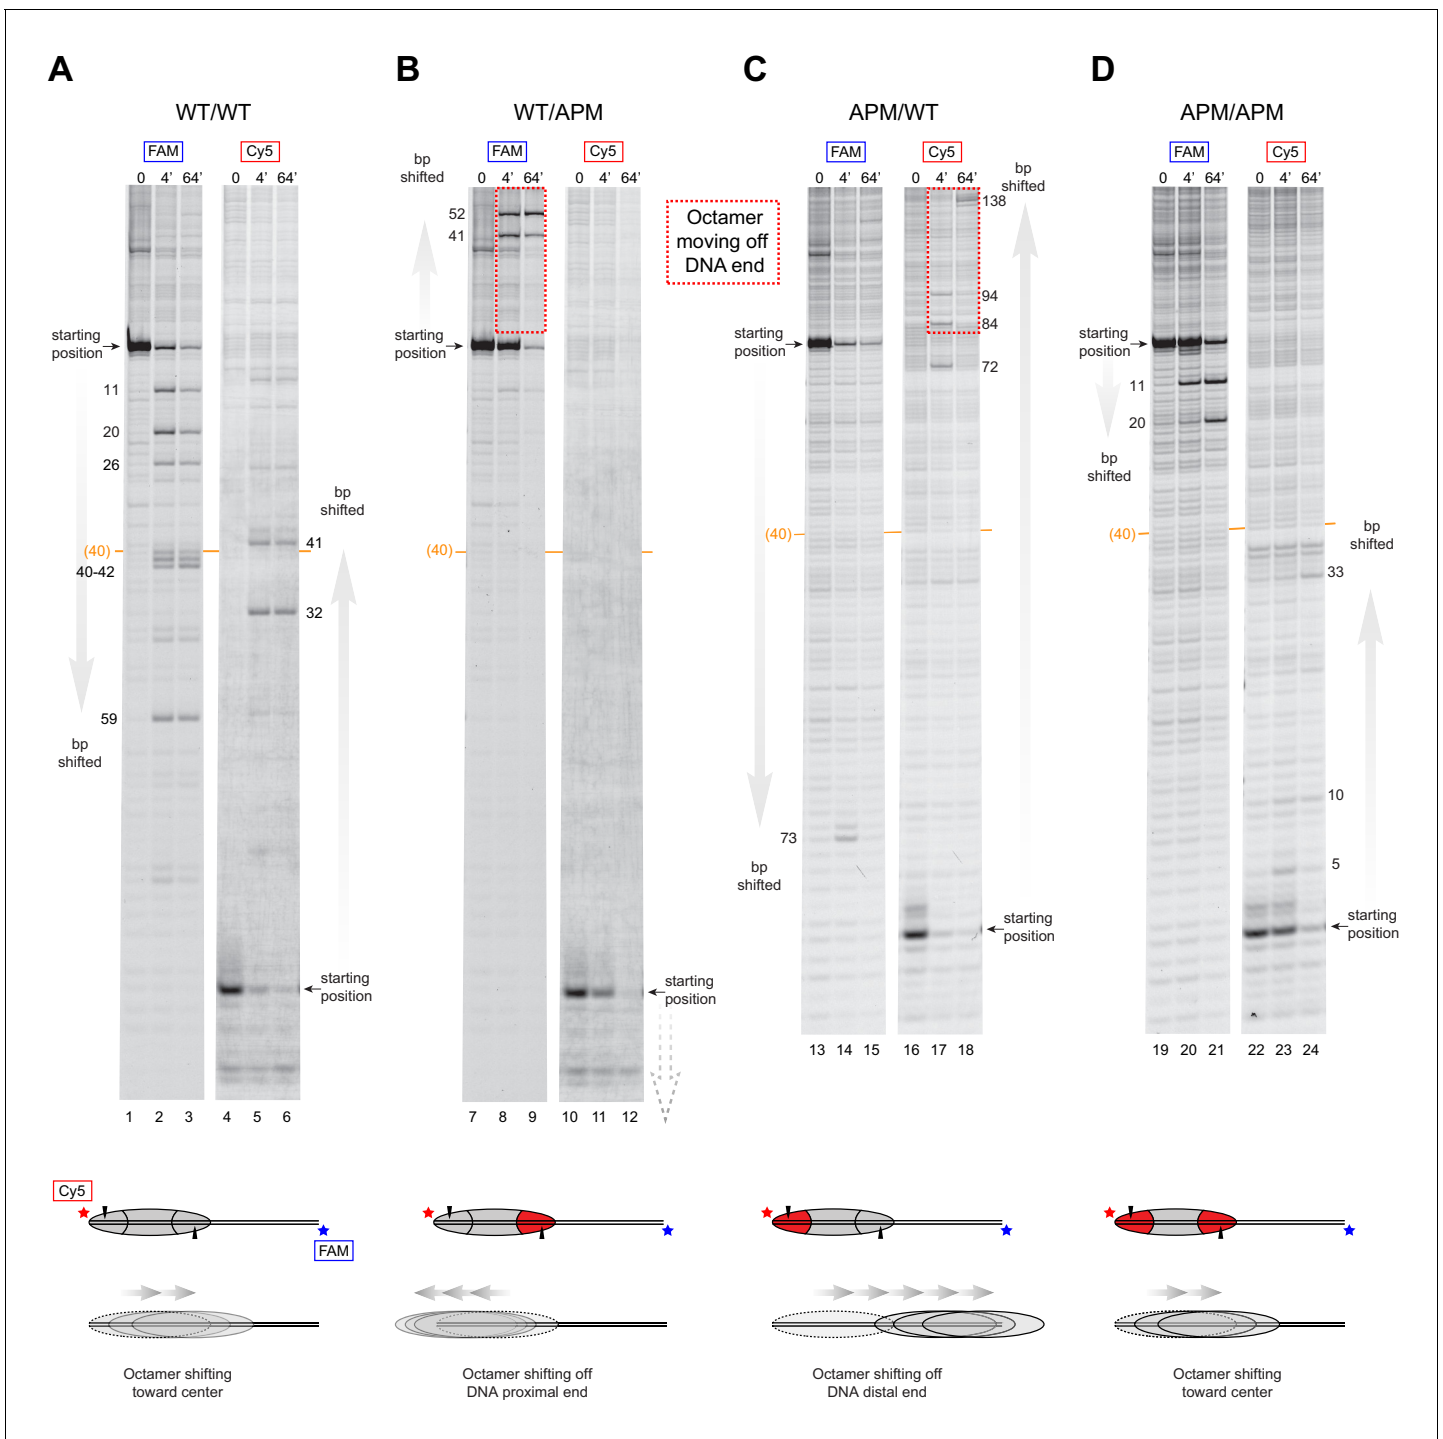 A
B
C
D
WT/WT
WT/APM
APM/WT
APM/APM
FAM
Cy5
0 4' 64' 0 4' 64'
starting
position
11
20
26
(40)
40-42
59
bp
shifted
bp
shifted
41
32
starting
position
1 2 3 4 5 6
bp
shifted
FAM
Cy5
0 4' 64' 0 4' 64'
52
41
starting
position
(40)
starting
position
7 8 9 10 11 12
Octamer
moving off
DNA end
FAM
Cy5
0 4' 64' 0 4' 64'
bp
shifted
138
94
84
72
starting
position
(40)
73
bp
shifted
starting
position
13 14 15 16 17 18
FAM
Cy5
0 4' 64' 0 4' 64'
starting
position
11
20
bp
shifted
(40)
bp
shifted
33
10
5
starting
position
19 20 21 22 23 24
Cy5
FAM
Octamer shifting
toward center
Octamer shifting off
DNA proximal end
Octamer shifting off
DNA distal end
Octamer shifting
toward center